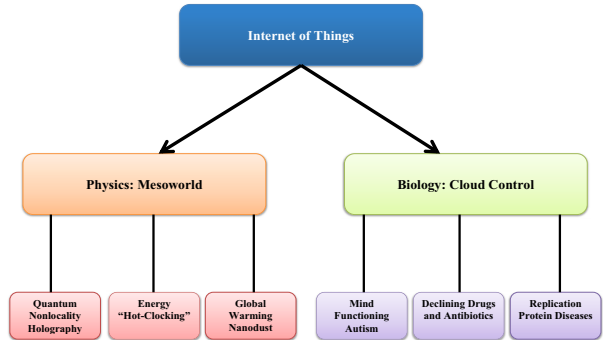 Internet of Things
Physics: Mesoworld
Biology: Cloud Control
Quantum
Nonlocality
Holography
Energy
“Hot-Clocking”
Global
Warming
Nanodust
Mind
Functioning
Autism
Declining Drugs
and Antibiotics
Replication
Protein Diseases